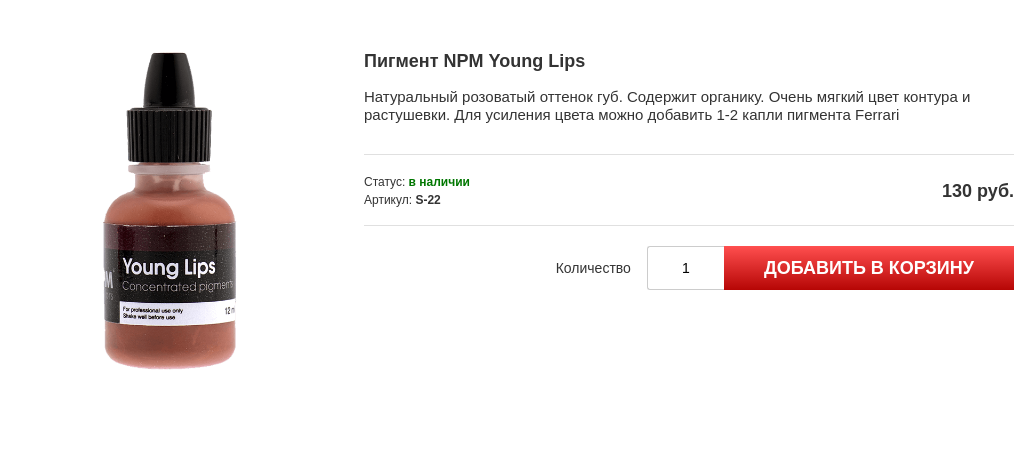 Пигмент NPM Young Lips
Натуральный розоватый оттенок губ. Содержит органику. Очень мягкий цвет контура и
растушевки. Для усиления цвета можно добавить 1-2 капли пигмента Ferrari
Статус: в наличии
Артикул: S-22
130 руб.
Количество
1
ДОБАВИТЬ В КОРЗИНУ
Young Lips
Concentrated pigments
For professional use only
Shake well before use
12 ml